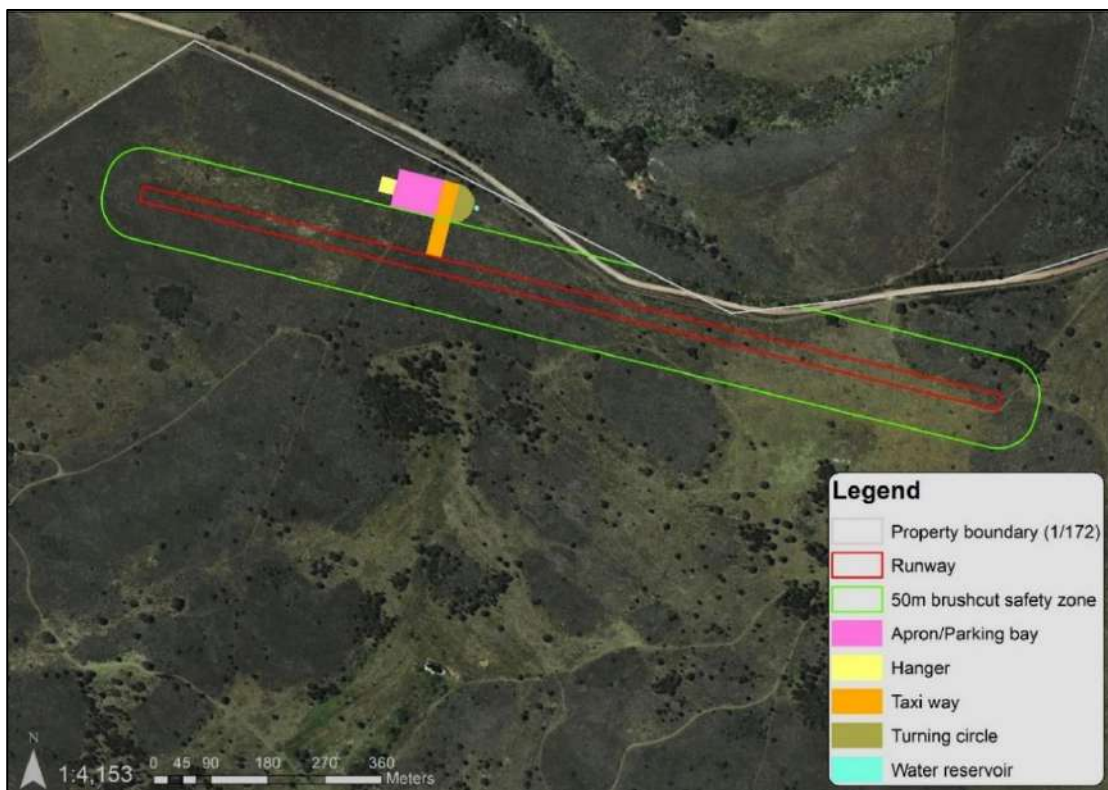 Legend
Property boundary (1/172)
Runway
50m brushcut safety zone
Apron/Parking bay
Hanger
Taxi way
Turning circle
Water reservoir
N
1:4,153
0 45 90 180 270 360
Meters